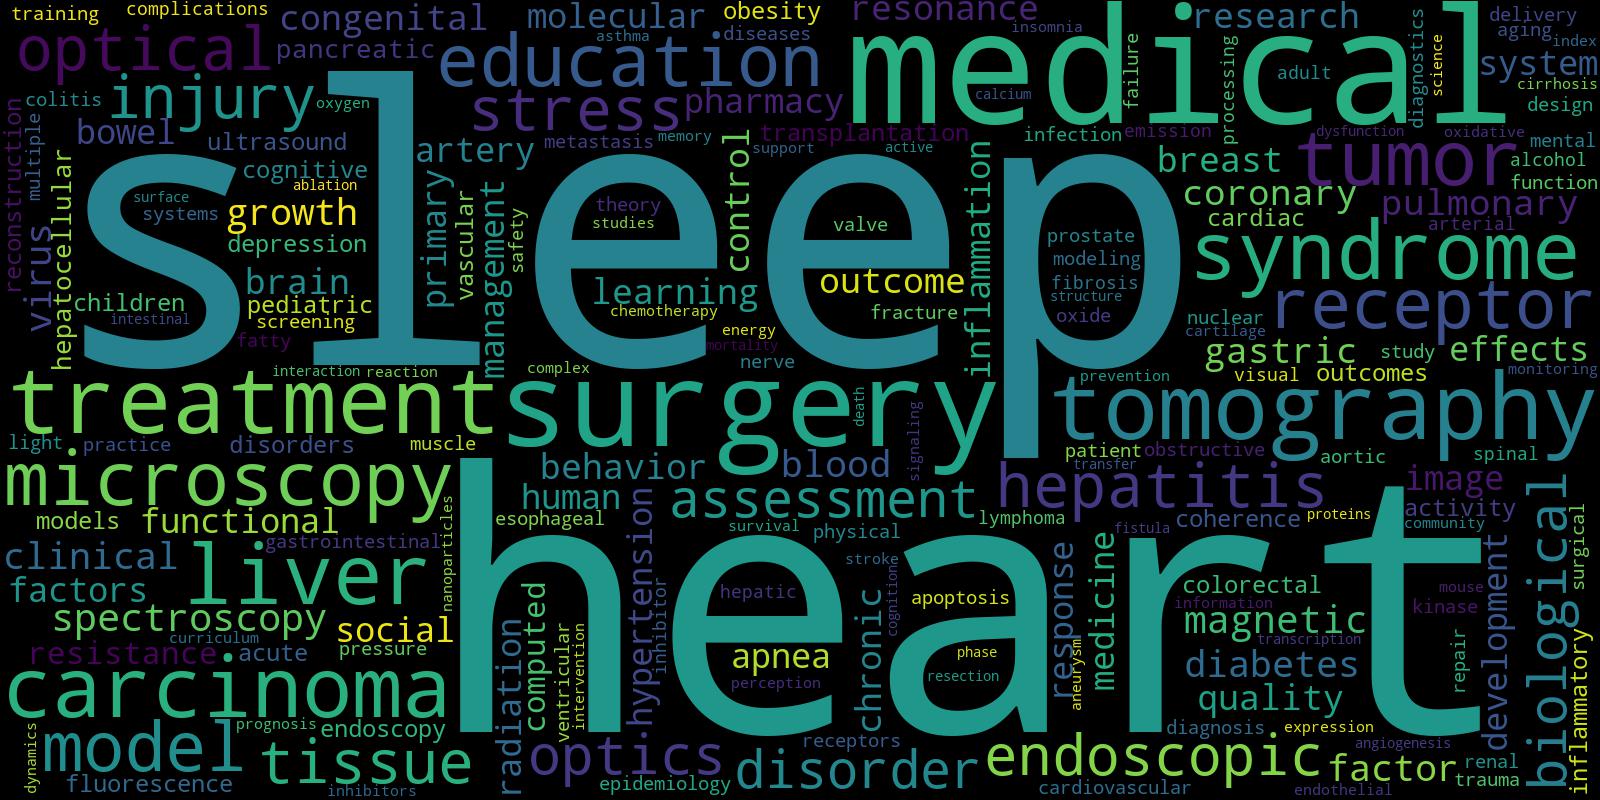 training
complications
congenital
molecular
obesity
resonance
insomnia
research
delivery
aging
index
optical
pancreatic
education
asthma
diseases
medical
failure
processing
adult
diagnostics
science
system
cirrhosis
design
colitis
injury
oxygen
stress
pharmacy
calcium
reconstruction
multiple
bowel
ultrasound
artery
metastasis
memory
transplantation
support
active
infection
emission
dysfunction
oxidative
mental
virus
hepatocellular
cognitive
ablation
surface
systems
growth
depression
brain
pediatric
screening
children
intestinal
fatty
sleep
primary
vascular
management
safety
theory
studies
control
valve
learning
chemotherapy
outcome
fracture
energy
mortality
nerve
inflammation
prostate
modeling
fibrosis
structure
oxide
breast
tumor
alcohol
function
coronary
cardiac
pulmonary
arterial
syndrome
receptor
nuclear
cartilage
gastric
study
effects
visual
outcomes
monitoring
interaction
reaction
complex
prevention
treatment
surgery
death
signaling
tomography
light
practice
disorders
muscle
behavior
blood
patient
obstructive
transfer
aortic
spinal
microscopy
human
assessment
hepatitis
image
activity
community
models
functional
esophageal
survival
physical
lymphoma
fistula
coherence
proteins
clinical
gastrointestinal
nanoparticles
factors
liver
spectroscopy
social
curriculum
resistance
acute
pressure
heart
hypertension
inhibitor
computed
ventricular
intervention
radiation
hepatic
stroke
cognition
apoptosis
apnea
perception
chronic
phase
resection
response
aneurysm
medicine
colorectal
information
magnetic
transcription
diabetes
quality
mouse
kinase
repair
development
biological
surgical
inflammatory
carcinoma
prognosis
endoscopy
diagnosis
expression
dynamics
model
tissue
fluorescence
inhibitors
optics
receptors
epidemiology
disorder
endoscopic
cardiovascular
angiogenesis
endothelial
factor
renal
trauma